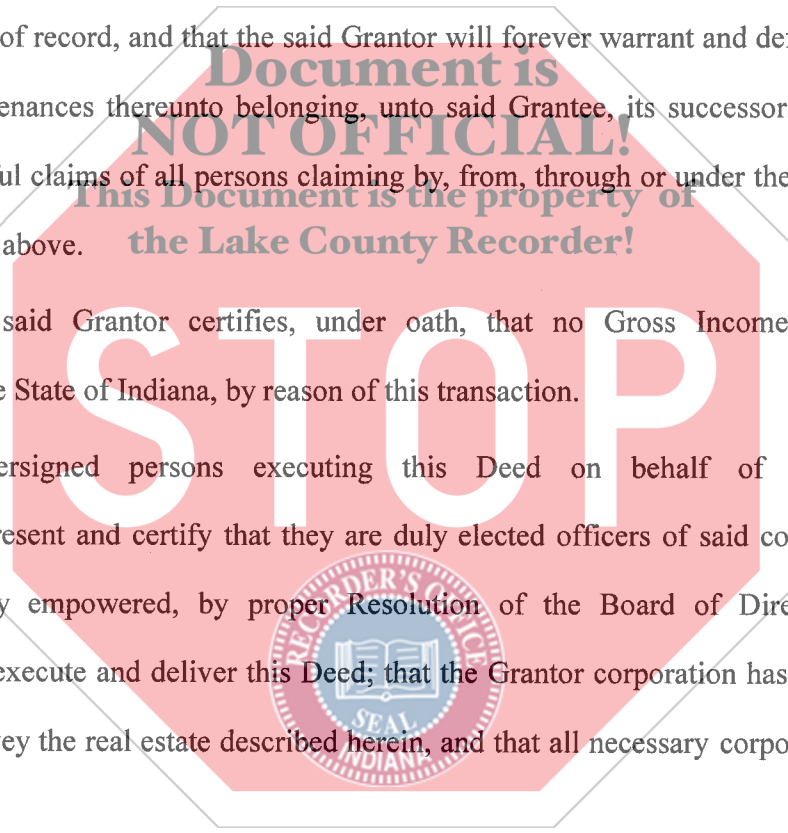 of record, and that the said Grantor will forever warrant and
Document is
enances thereunto belonging, unto said Grantee, its successor
NOT OFFICIAL!
ul claims of all persons claiming by, from, through or under the
This Document is the property of
above.
the Lake County Recorder!
said Grantor certifies, under oath, that no Gross Income
e State of Indiana, by reason of this transaction.
STOP
ersigned persons executing this Deed on behalf of
resent and certify that they are duly elected officers of said co
y empowered, by proper Resolution of the Board of Dire
execute and deliver this Deed; that the Grantor corporation has
vey the real estate described herein, and that all necessary corpo
RECORDER'S OFFICE
SEAL
INDIANA